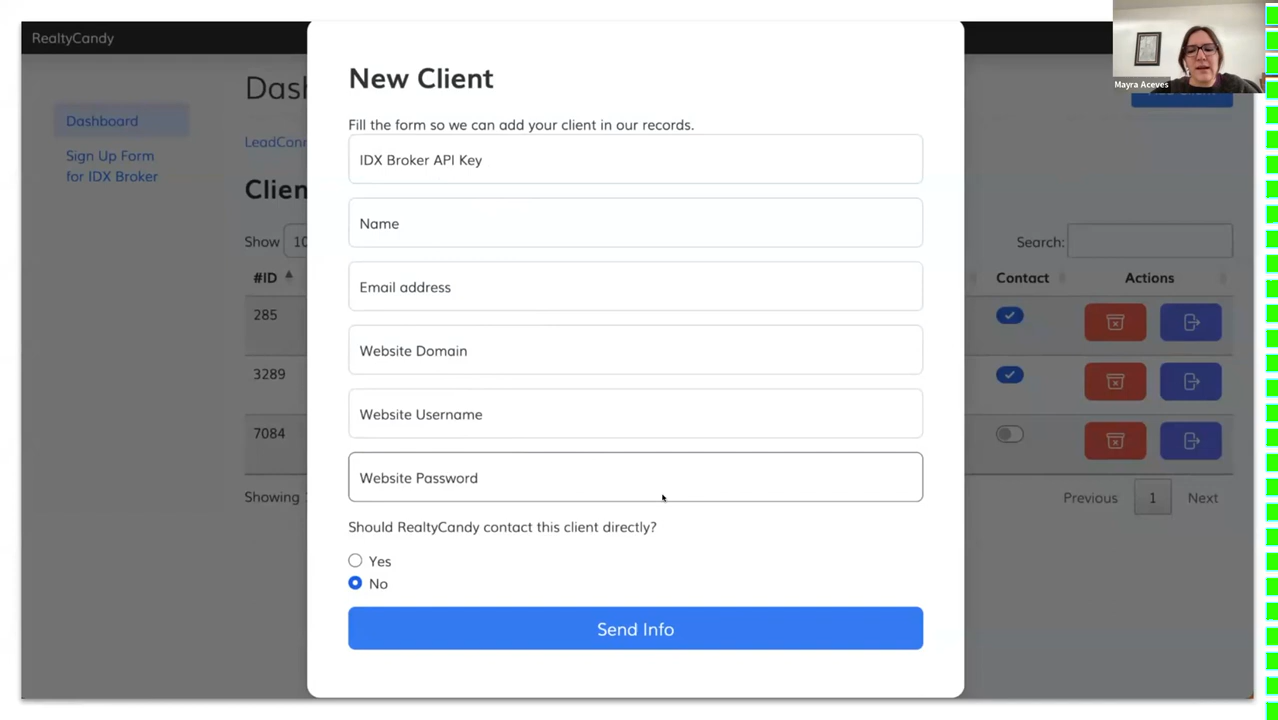 RealtyCandy
Mayra Aceves
Dashboard
Sign Up Form
for IDX Broker
Show 10
#ID
285
3289
7084
New Client
Fill the form so we can add your client in our records.
IDX Broker API Key
Name
Email address
Website Domain
Website Username
Website Password
Should RealtyCandy contact this client directly?
Yes
No
Send Info
Search:
Contact Actions
Previous 1 Next
Showing